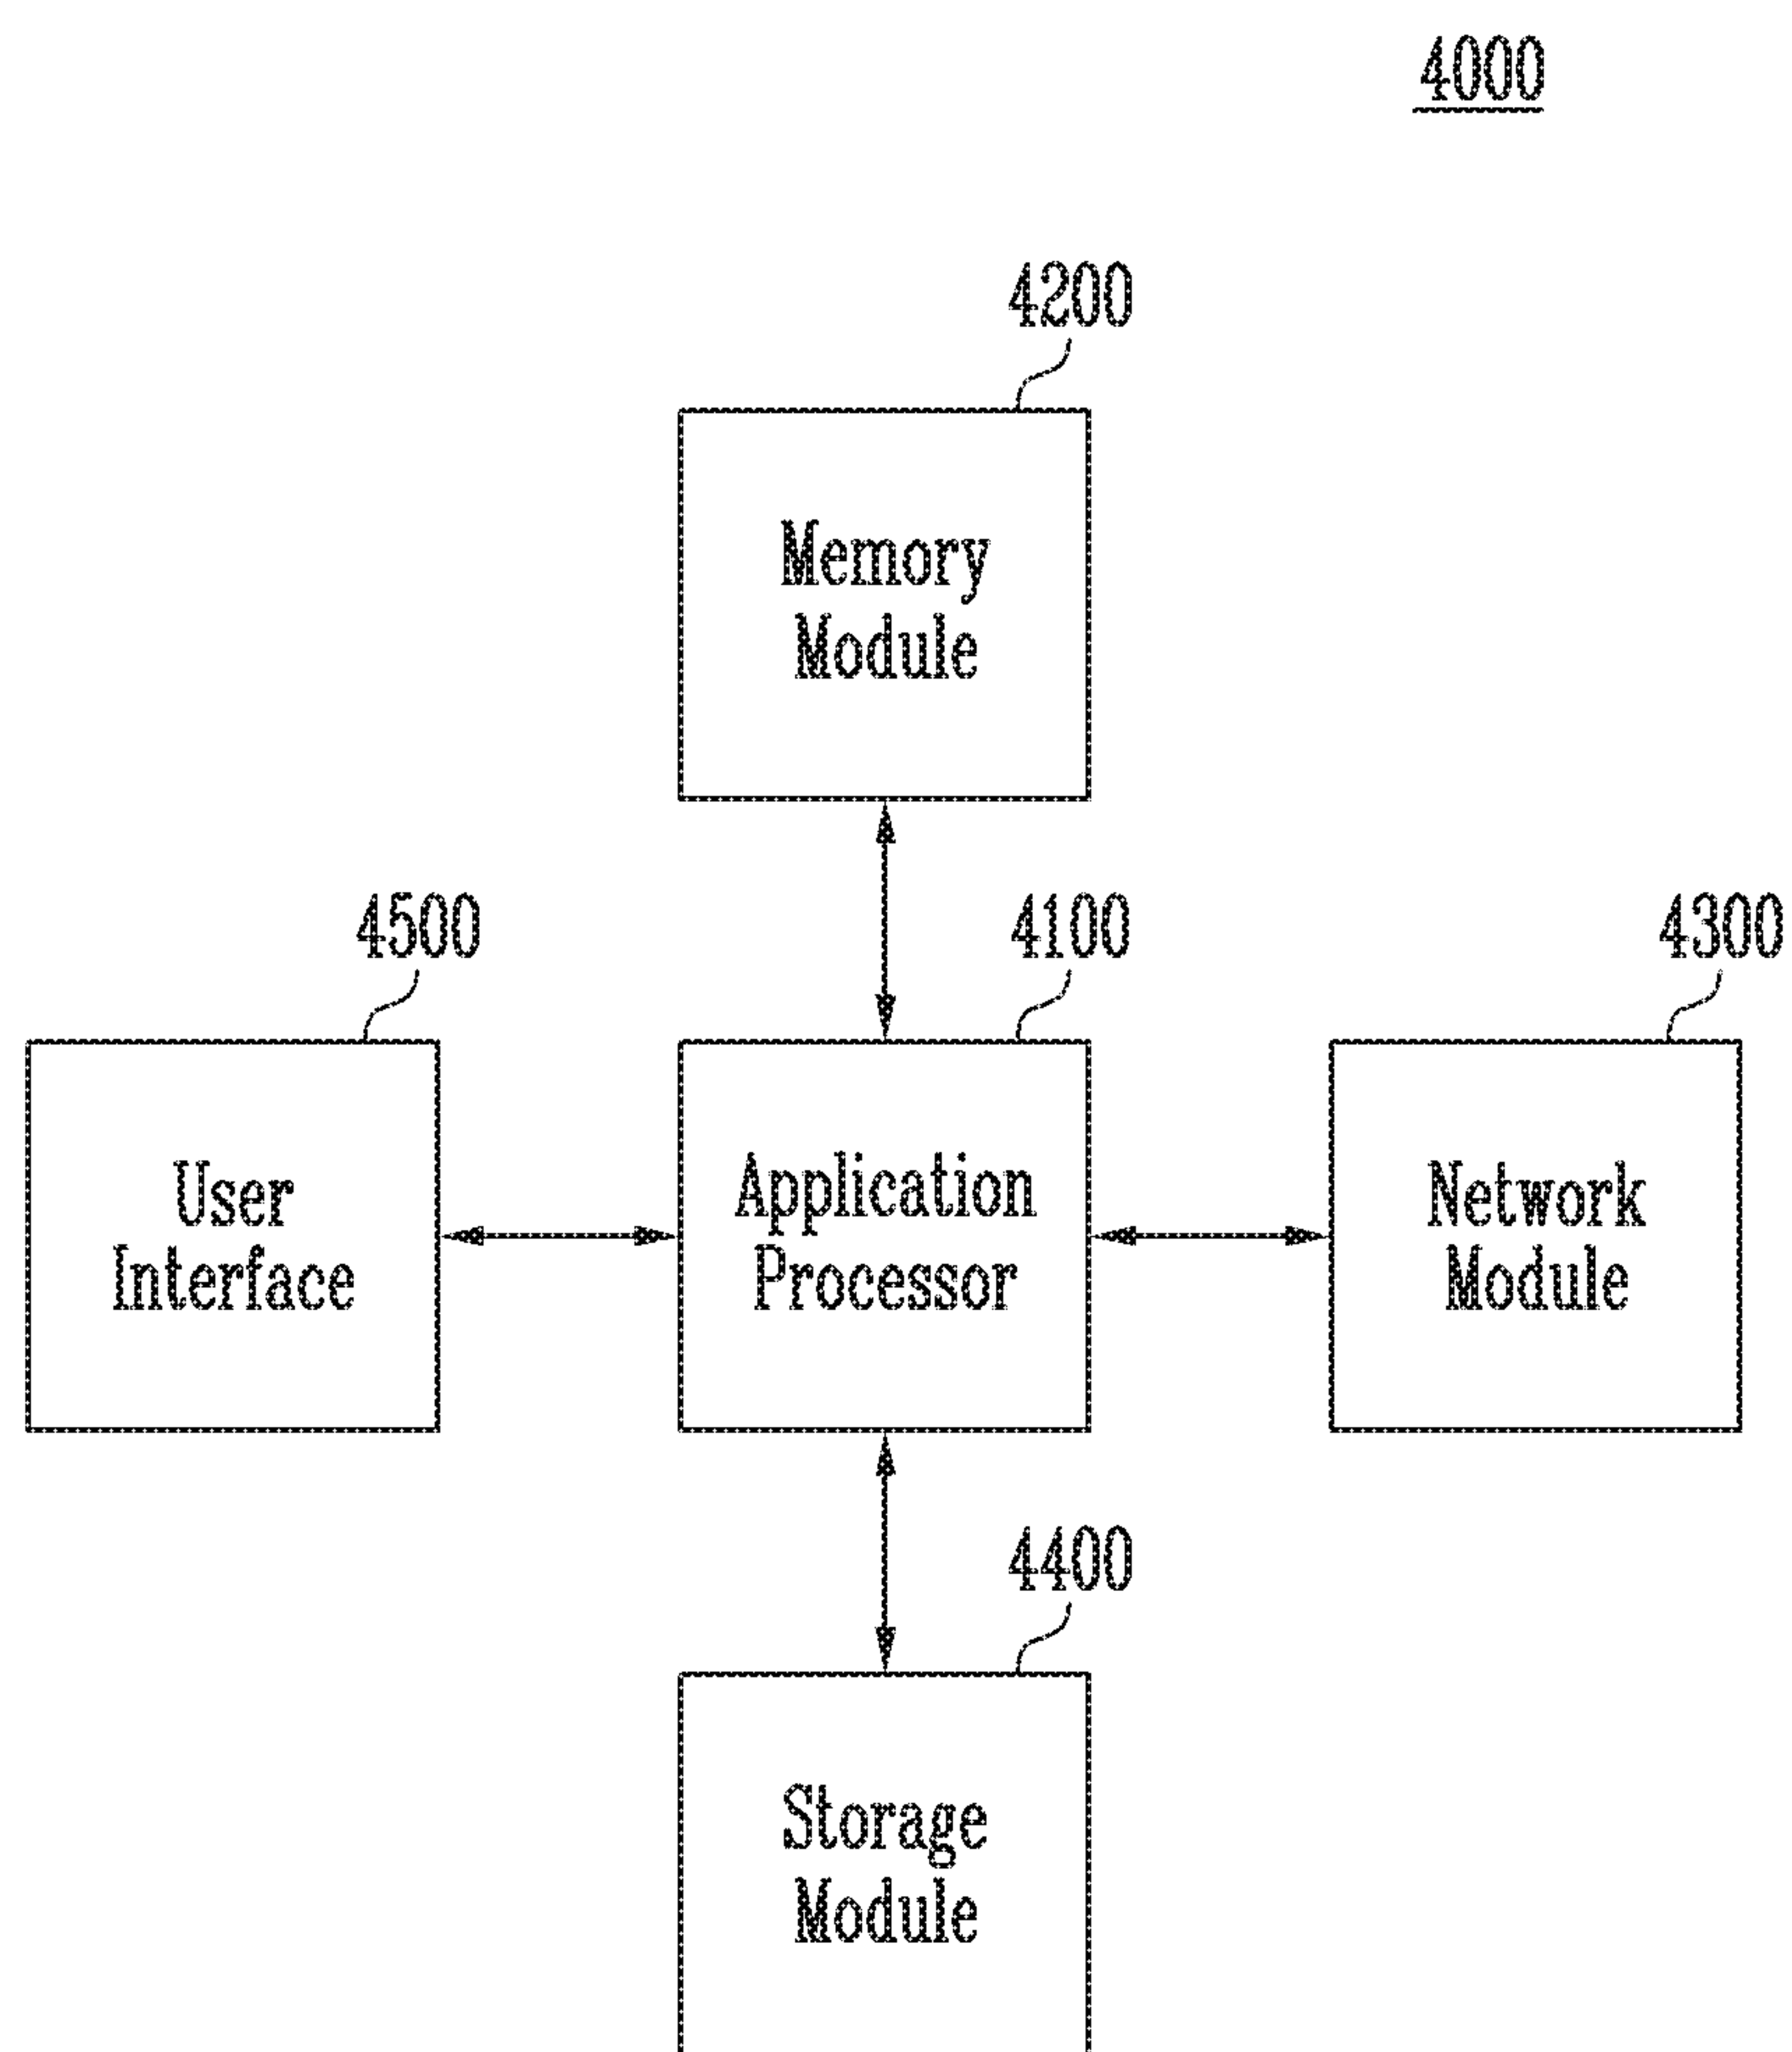 4000
4200
Memory
Module
4500
4100
4300
User
Interface
Application
Processor
Network
Module
4400
Storage
Module